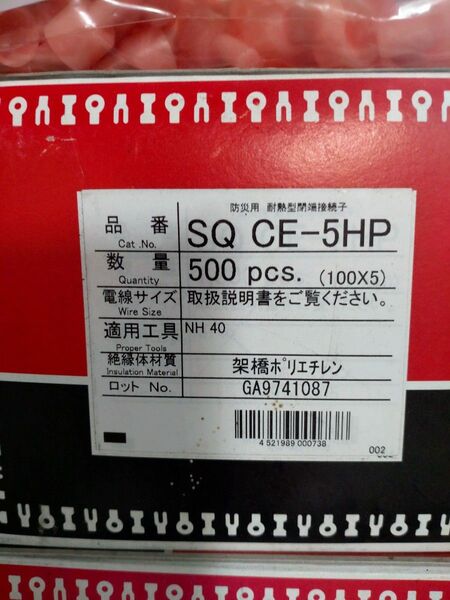 防災用 耐熱型閉端接続子
品番 SQ CE-5HP
Cat .No.
数量 500 pcs. (100X5)
Quantity
電線サイズ 取扱説明書をご覧ください。
Wire Size
適用工具 NH 40
Proper Tools
絶縁体材質 架橋ポリエチレン
Insulation Material
ロット No. GA9741087
4 521989 000738
002